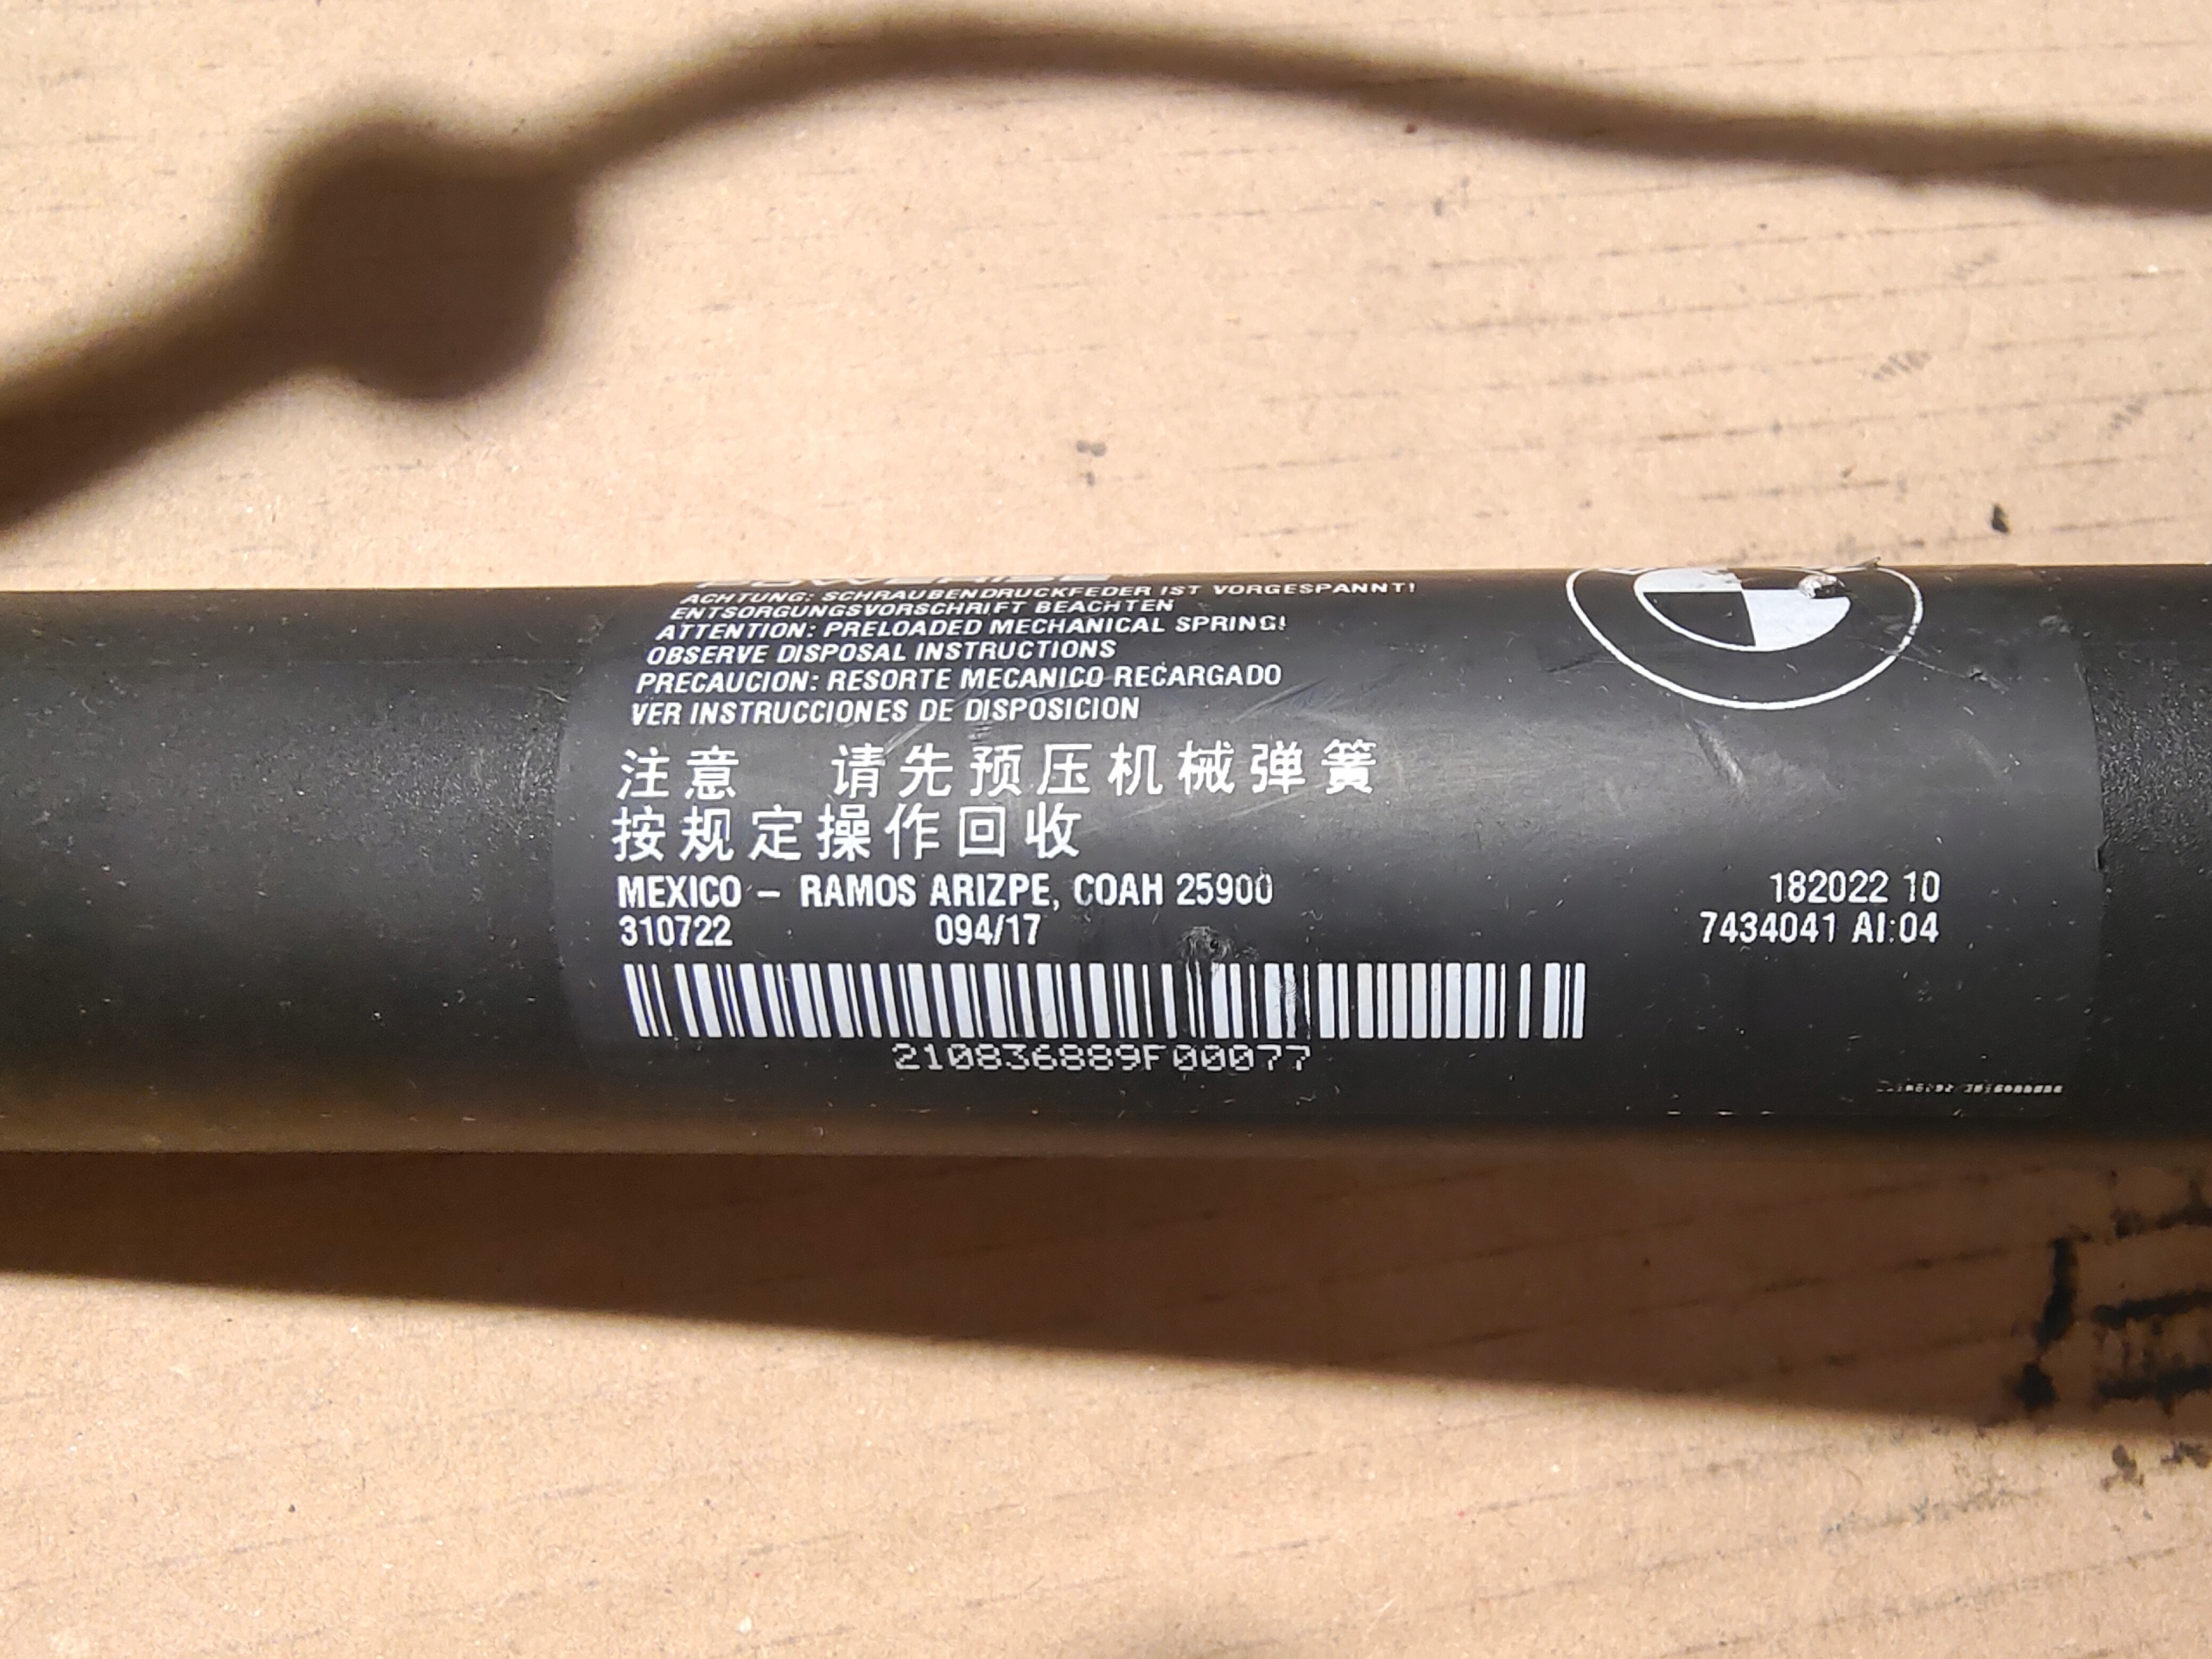 POWERISE
ACHTUNG: SCHRAUBENDRUCKFEDER IST VORGESPANNT!
ENTSORGUNGSVORSCHRIFT BEACHTEN
ATTENTION: PRELOADED MECHANICAL SPRING!
OBSERVE DISPOSAL INSTRUCTIONS
PRECAUCION: RESORTE MECANICO RECARGADO
VER INSTRUCCIONES DE DISPOSICION
注意 请先预压机械弹簧
按规定操作回收
MEXICO – RAMOS ARIZPE, COAH 25900
310722 094/17
182022 10
7434041 AI:04
210836889F00077